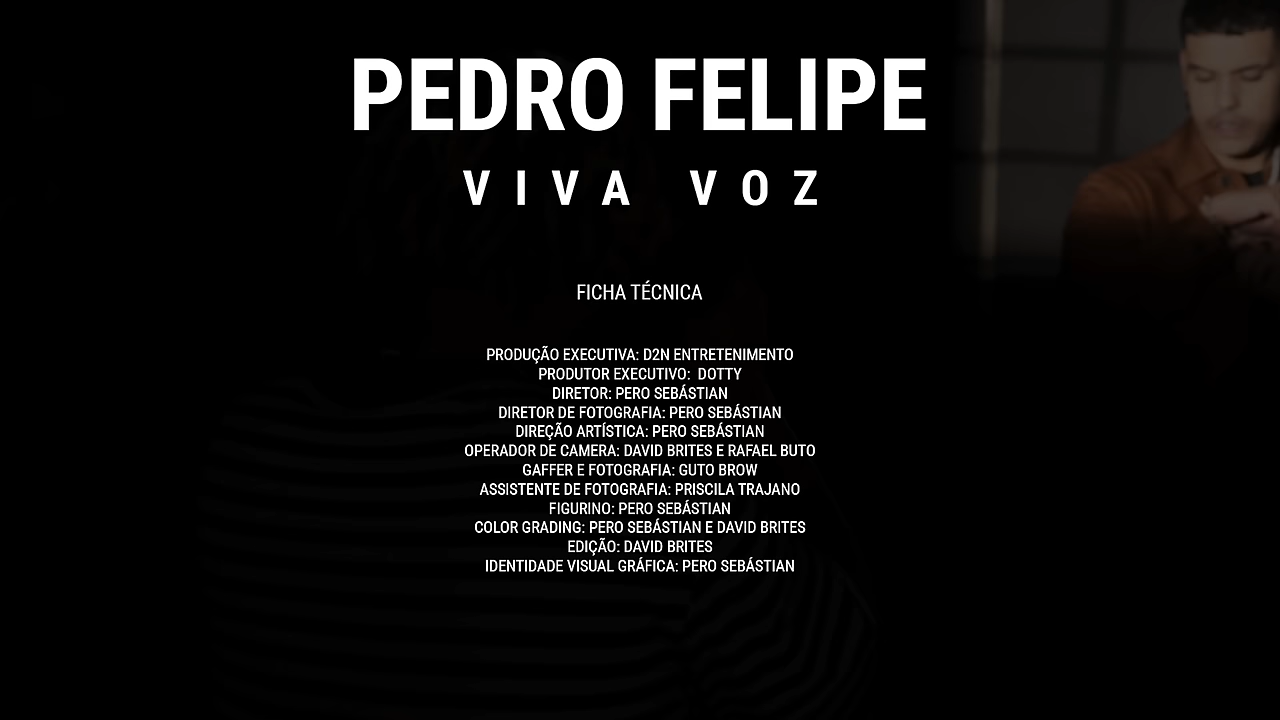 PEDRO FELIPE
VIVA VOZ
FICHA TÉCNICA
PRODUÇÃO EXECUTIVA: D2N ENTRETENIMENTO
PRODUTOR EXECUTIVO: DOTTY
DIRETOR: PERO SEBÁSTIAN
DIRETOR DE FOTOGRAFIA: PERO SEBÁSTIAN
DIREÇÃO ARTÍSTICA: PERO SEBÁSTIAN
OPERADOR DE CAMERA: DAVID BRITES E RAFAEL BUTO
GAFFER E FOTOGRAFIA: GUTO BROW
ASSISTENTE DE FOTOGRAFIA: PRISCILA TRAJANO
FIGURINO: PERO SEBÁSTIAN
COLOR GRADING: PERO SEBÁSTIAN E DAVID BRITES
EDIÇÃO: DAVID BRITES
IDENTIDADE VISUAL GRÁFICA: PERO SEBÁSTIAN